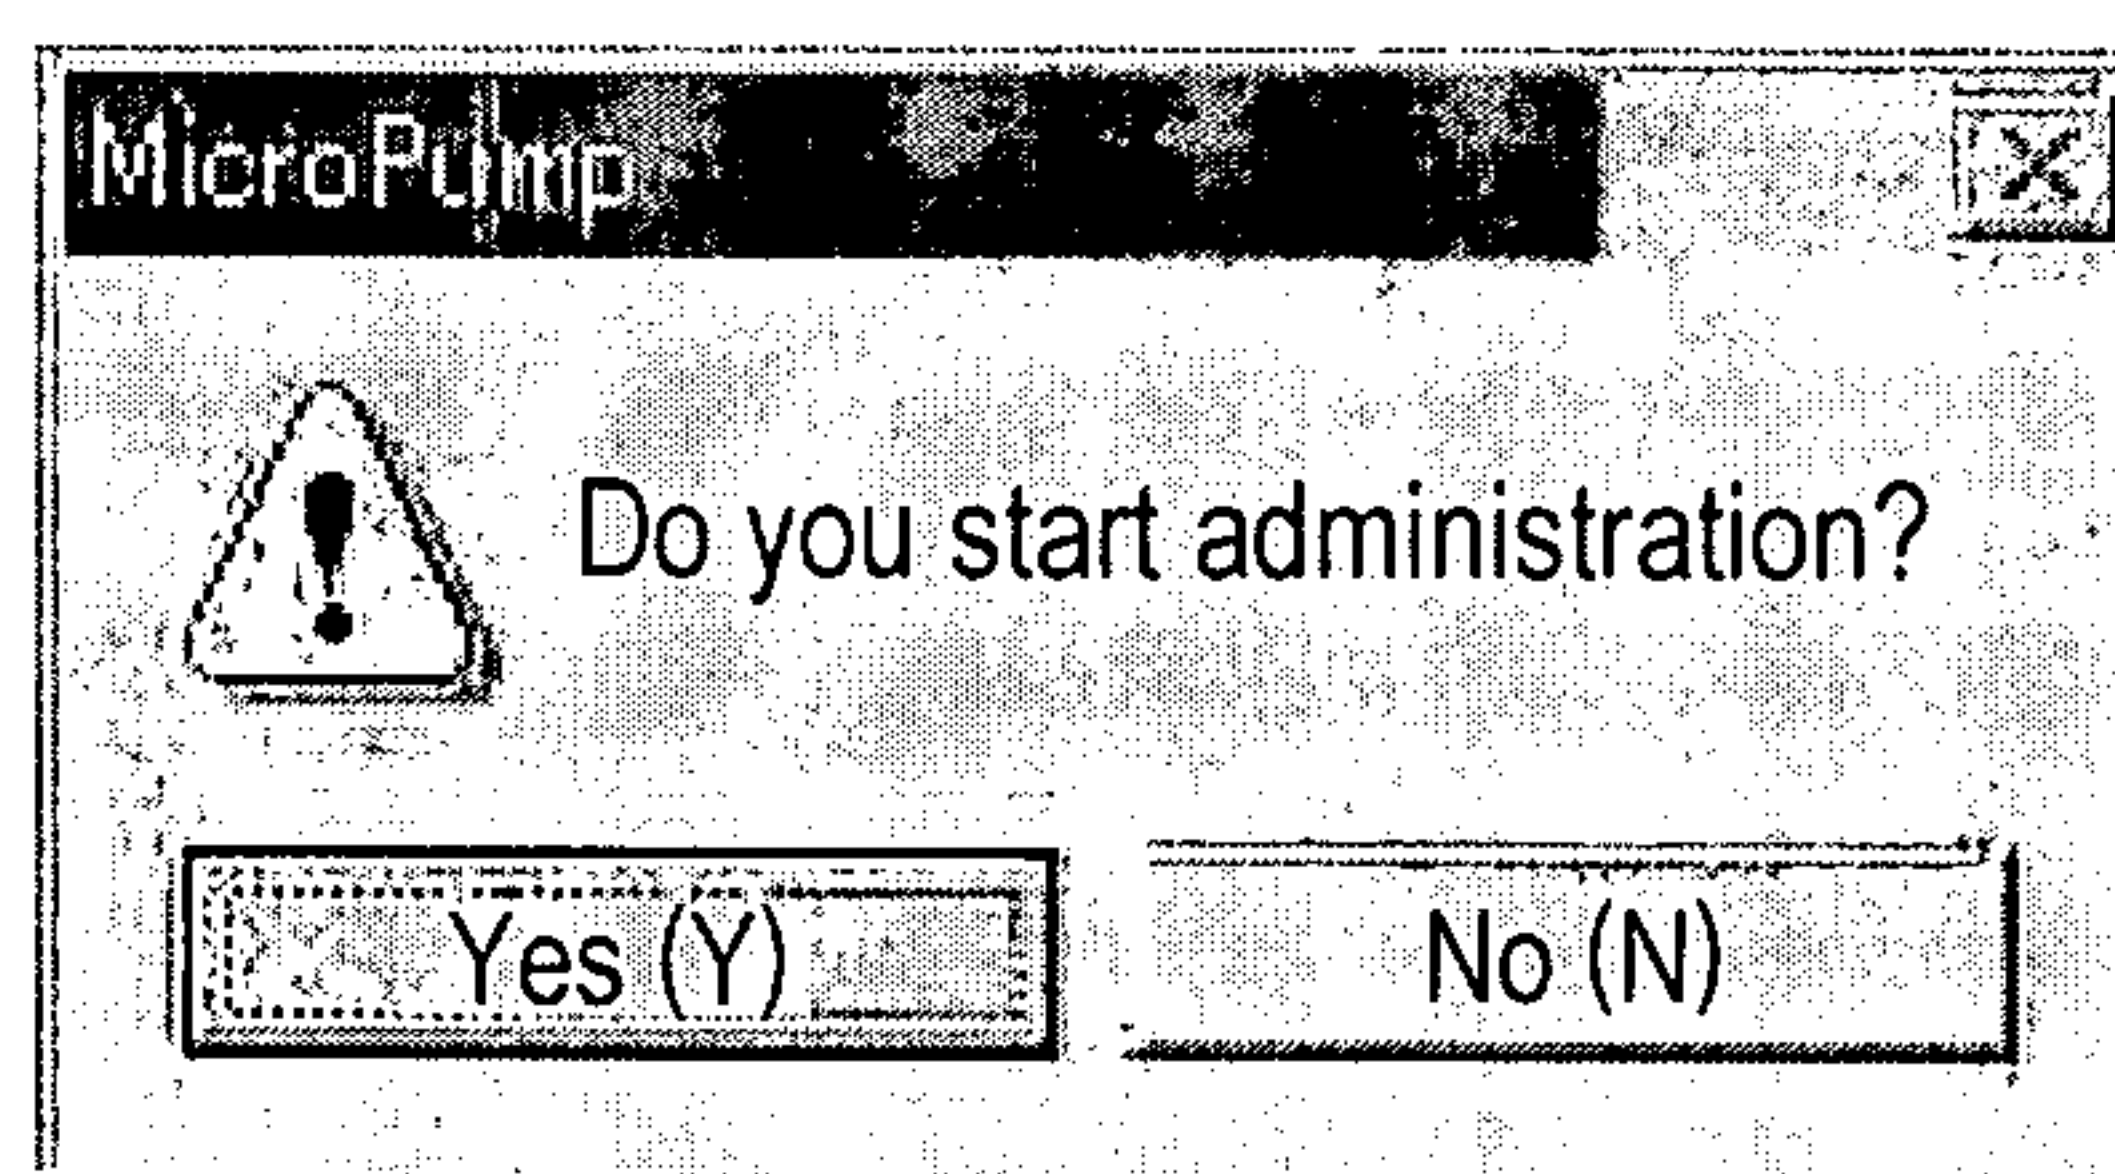 MicroPump
Do you start administration?
Yes (Y) No (N)